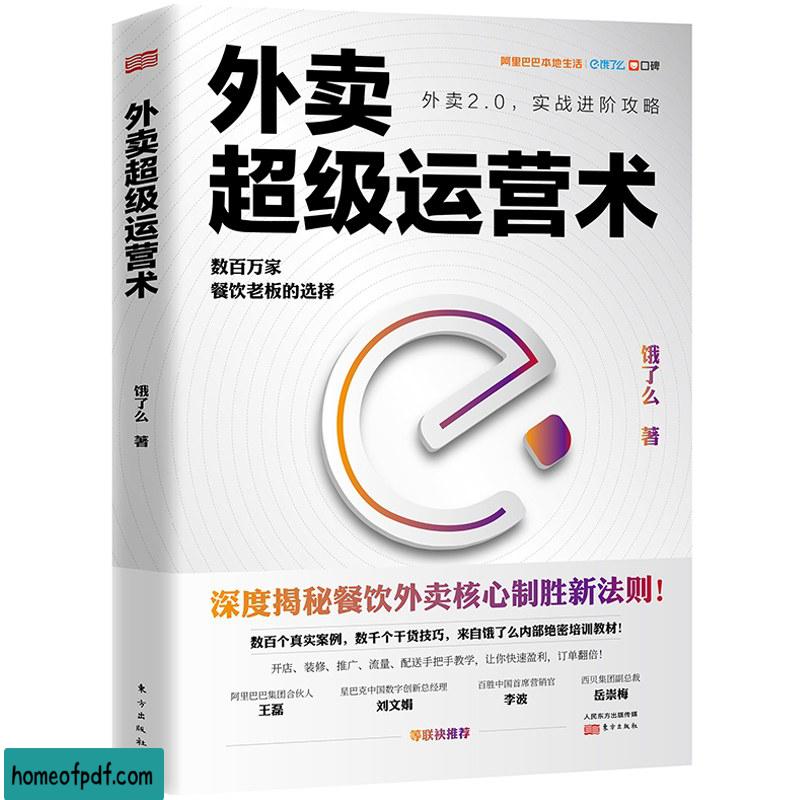 外卖超级运营术
饿了么 著
东方出版社
阿里巴巴本地生活 | 饿了么 口碑
外卖2.0，实战进阶攻略
外卖
超级运营术
数百万家
餐饮老板的选择
饿了么 著
深度揭秘餐饮外卖核心制胜新法则！
数百个真实案例，数千个干货技巧，来自饿了么内部绝密培训教材！
开店、装修、推广、流量、配送手把手教学，让你快速盈利，订单翻倍！
阿里巴巴集团合伙人 星巴克中国数字创新总经理 百胜中国首席营销官 西贝集团副总裁
王磊 刘文娟 李波 岳崇梅
等联袂推荐
人民东方出版传媒
东方出版社
homeofpdf.com